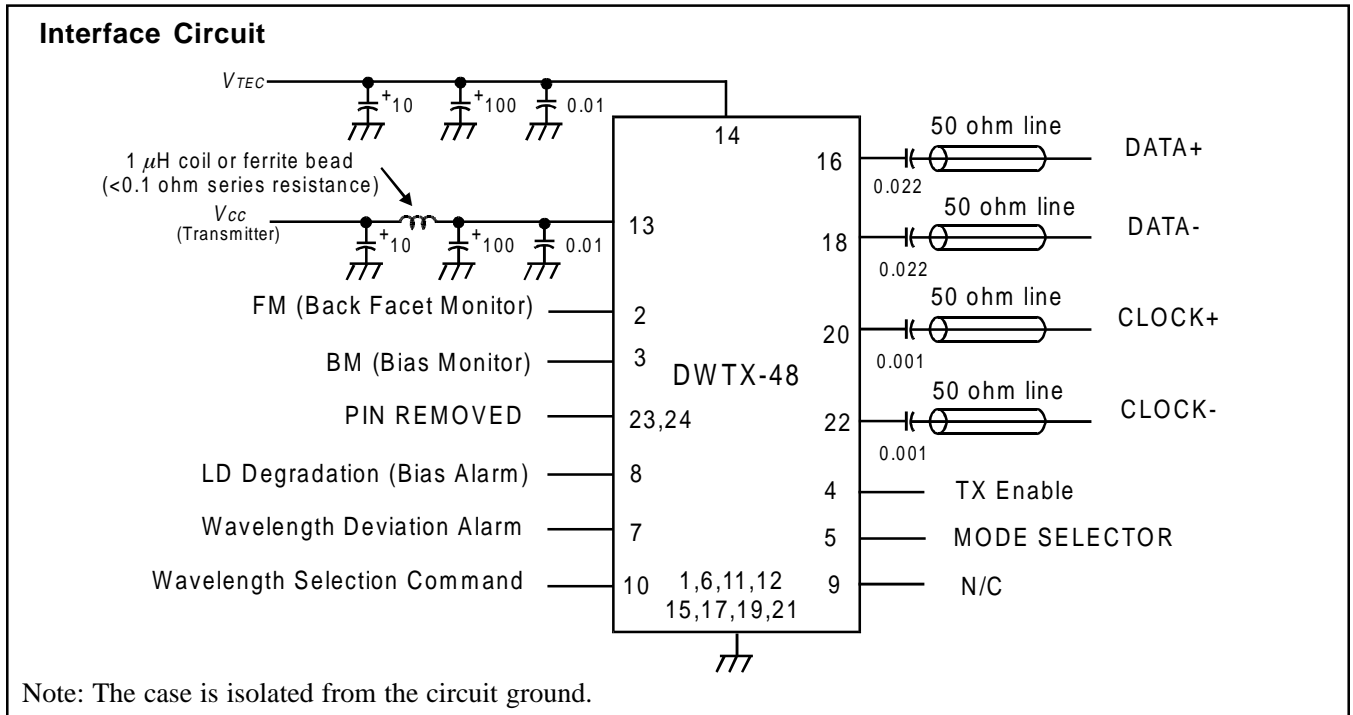 Interface Circuit
VTEC
+10
+100
0.01
14
1 µH coil or ferrite bead
(<0.1 ohm series resistance)
Vcc
(Transmitter)
+10
+100
0.01
13
FM (Back Facet Monitor)
2
BM (Bias Monitor)
3
PIN REMOVED
23,24
LD Degradation (Bias Alarm)
8
Wavelength Deviation Alarm
7
Wavelength Selection Command
10
DWTX-48
1,6,11,12
15,17,19,21
16
0.022
50 ohm line
DATA+
18
0.022
50 ohm line
DATA-
20
0.001
50 ohm line
CLOCK+
22
0.001
50 ohm line
CLOCK-
4
TX Enable
5
MODE SELECTOR
9
N/C
Note: The case is isolated from the circuit ground.